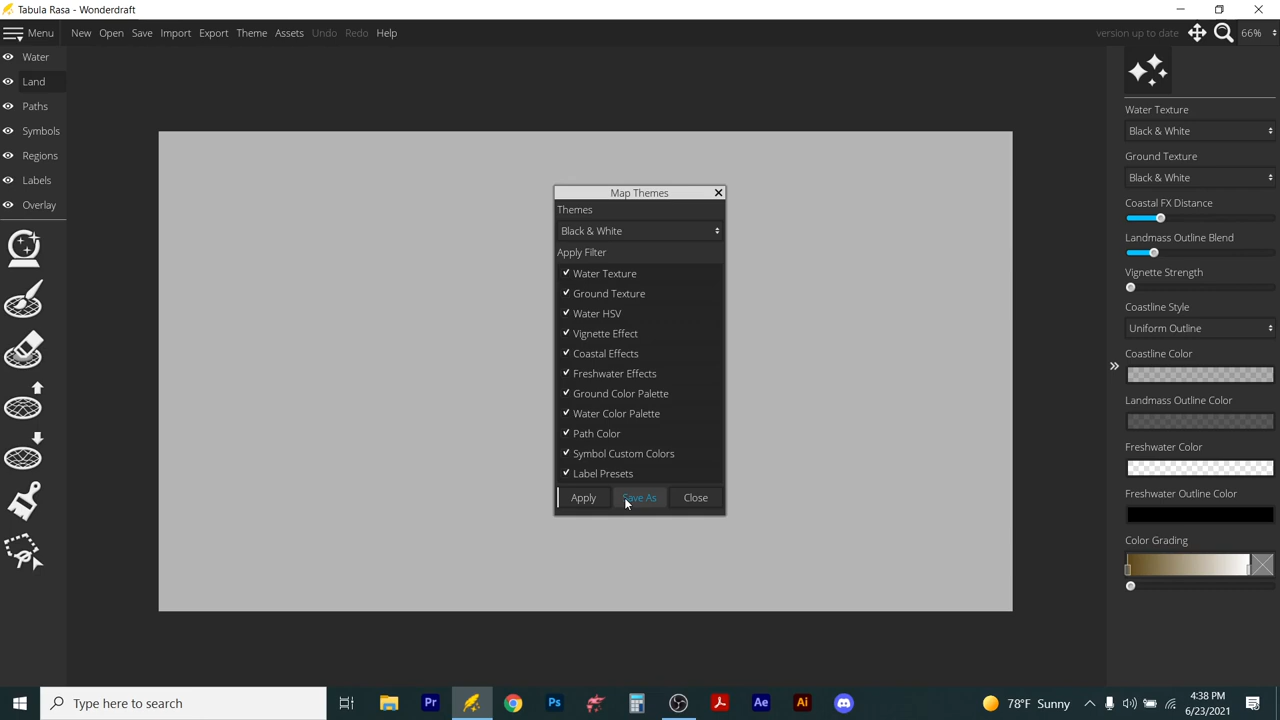 Tabula Rasa - Wonderdraft
Menu New Open Save Import Export Theme Assets Undo Redo Help version up to date 66%
Water
Land
Paths
Symbols
Regions
Labels
Overlay
Map Themes
Themes
Black & White
Apply Filter
Water Texture
Ground Texture
Water HSV
Vignette Effect
Coastal Effects
Freshwater Effects
Ground Color Palette
Water Color Palette
Path Color
Symbol Custom Colors
Label Presets
Apply Save As Close
Water Texture
Black & White
Ground Texture
Black & White
Coastal FX Distance
Landmass Outline Blend
Vignette Strength
Coastline Style
Uniform Outline
Coastline Color
Landmass Outline Color
Freshwater Color
Freshwater Outline Color
Color Grading
Type here to search
Pr
Ps
Ae
Ai
78°F Sunny
4:38 PM
6/23/2021